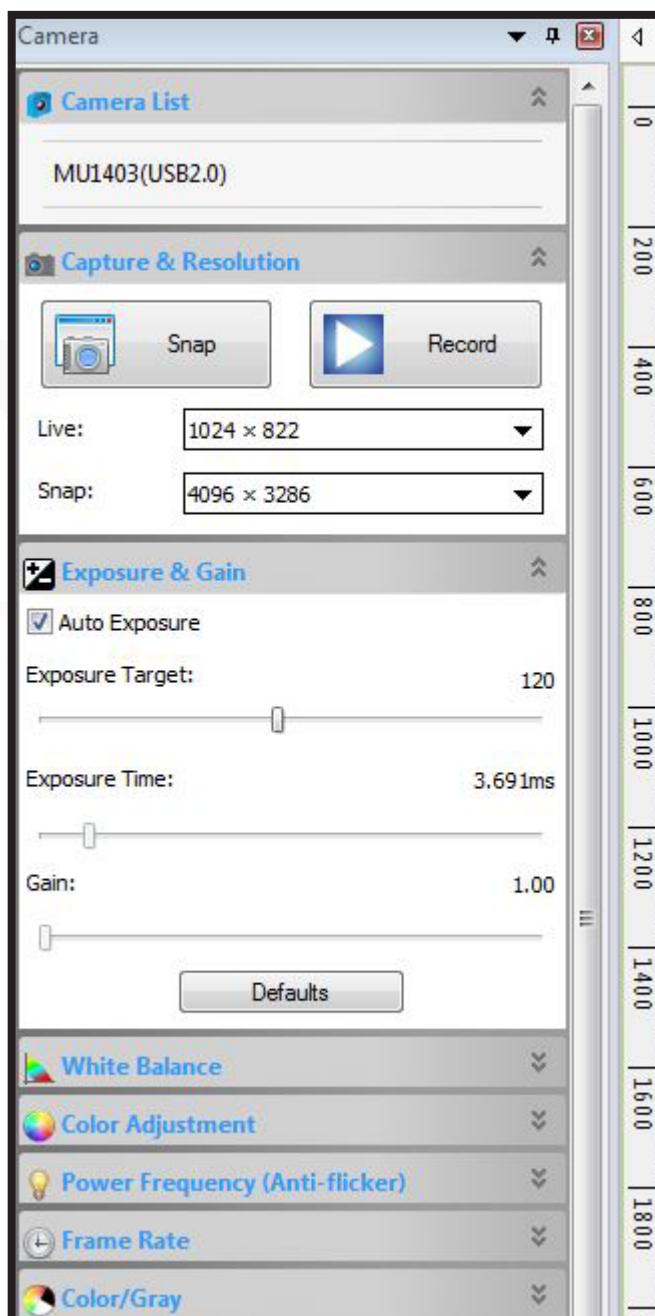 Camera
Camera List
MU1403(USB2.0)
Capture & Resolution
Snap Record
Live: 1024 × 822
Snap: 4096 × 3286
Exposure & Gain
Auto Exposure
Exposure Target: 120
Exposure Time: 3.691ms
Gain: 1.00
Defaults
White Balance
Color Adjustment
Power Frequency (Anti-flicker)
Frame Rate
Color/Gray
0
200
400
600
800
1000
1200
1400
1600
1800